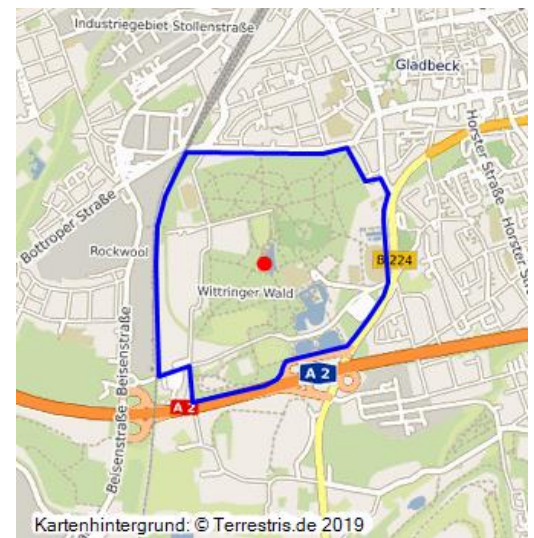 Industriegebiet Stollenstraße
Gladbeck
Horster Straße
Horster Str
Bottroper Straße
Rockwool
B 224
Wittringer Wald
Beisenstraße
Beisenstraße
A 2
A 2
Kartenhintergrund: © Terrestris.de 2019